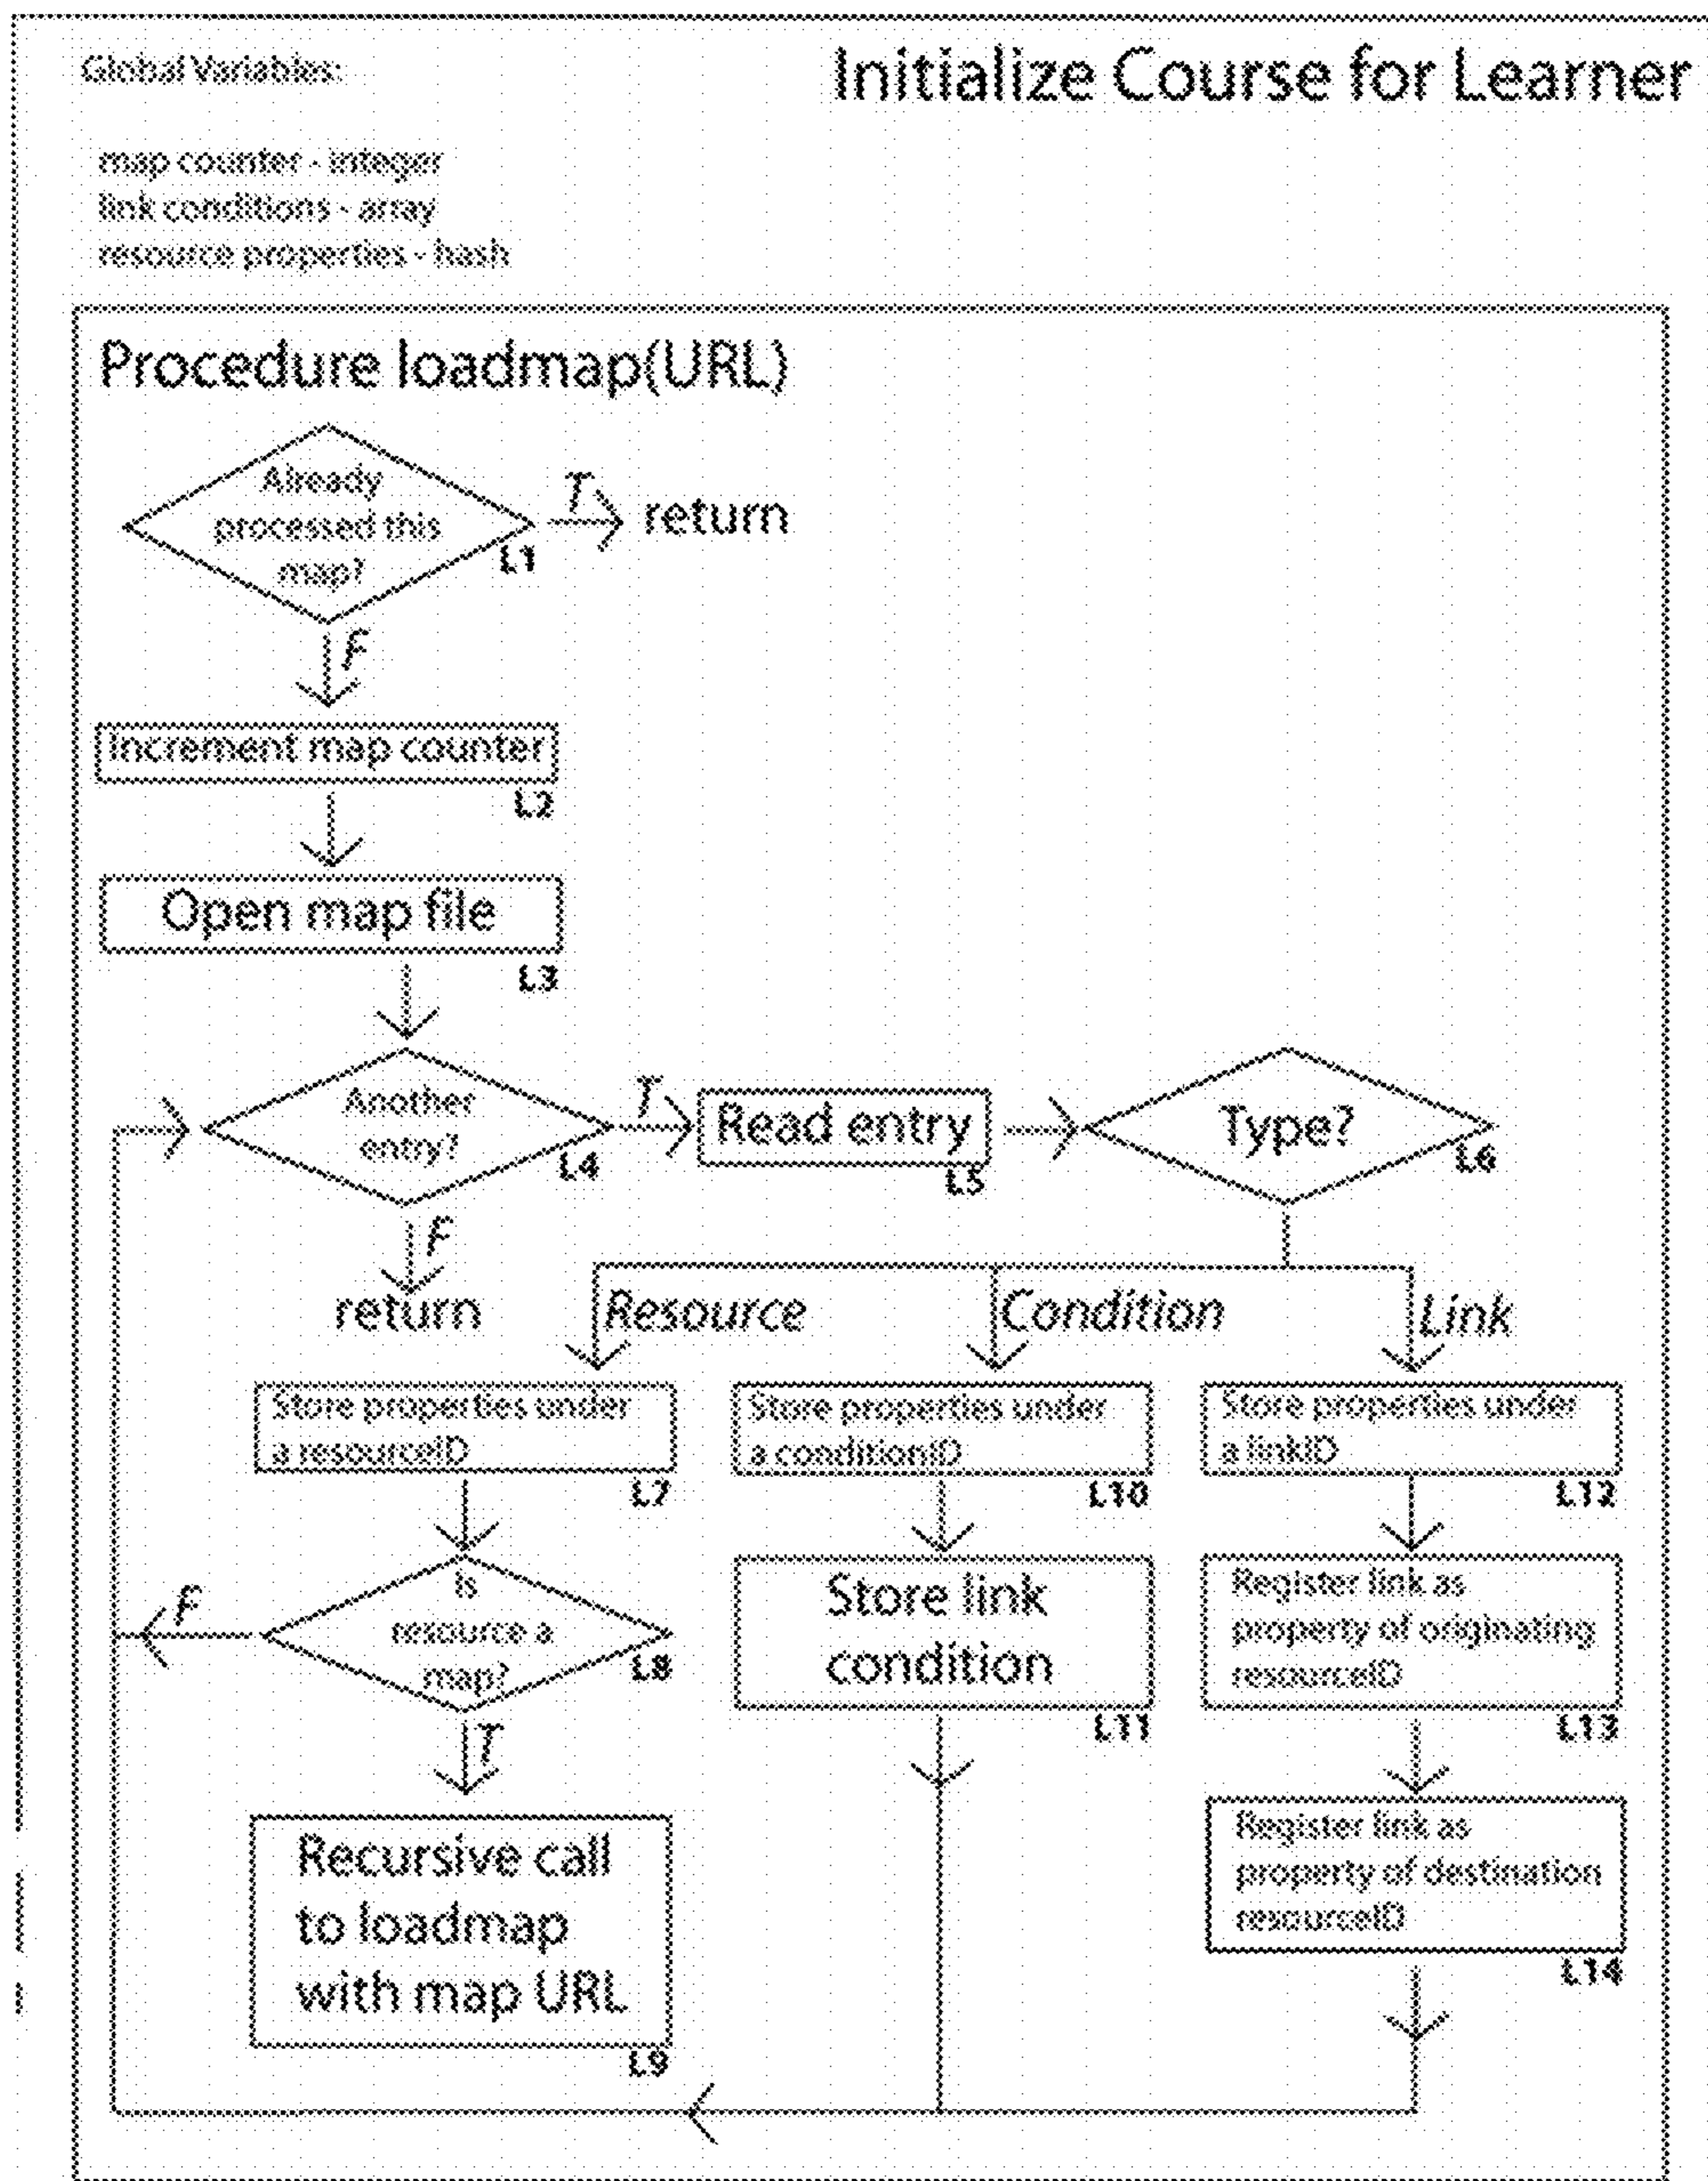 Global Variables:
Initialize Course for Learner
map counter - integer
link conditions - array
resource properties - hash
Procedure loadmap(URL)
Already
processed this
map?
L1
T
return
F
Increment map counter
L2
Open map file
L3
Another
entry?
L4
T
Read entry
L5
Type?
L6
F
return
Resource
Condition
Link
Store properties under
a resourceID
L7
Store properties under
a conditionID
L10
Store properties under
a linkID
L12
Is
resource a
map?
L8
F
T
Store link
condition
L11
Register link as
property of originating
resourceID
L13
Recursive call
to loadmap
with map URL
L9
Register link as
property of destination
resourceID
L14